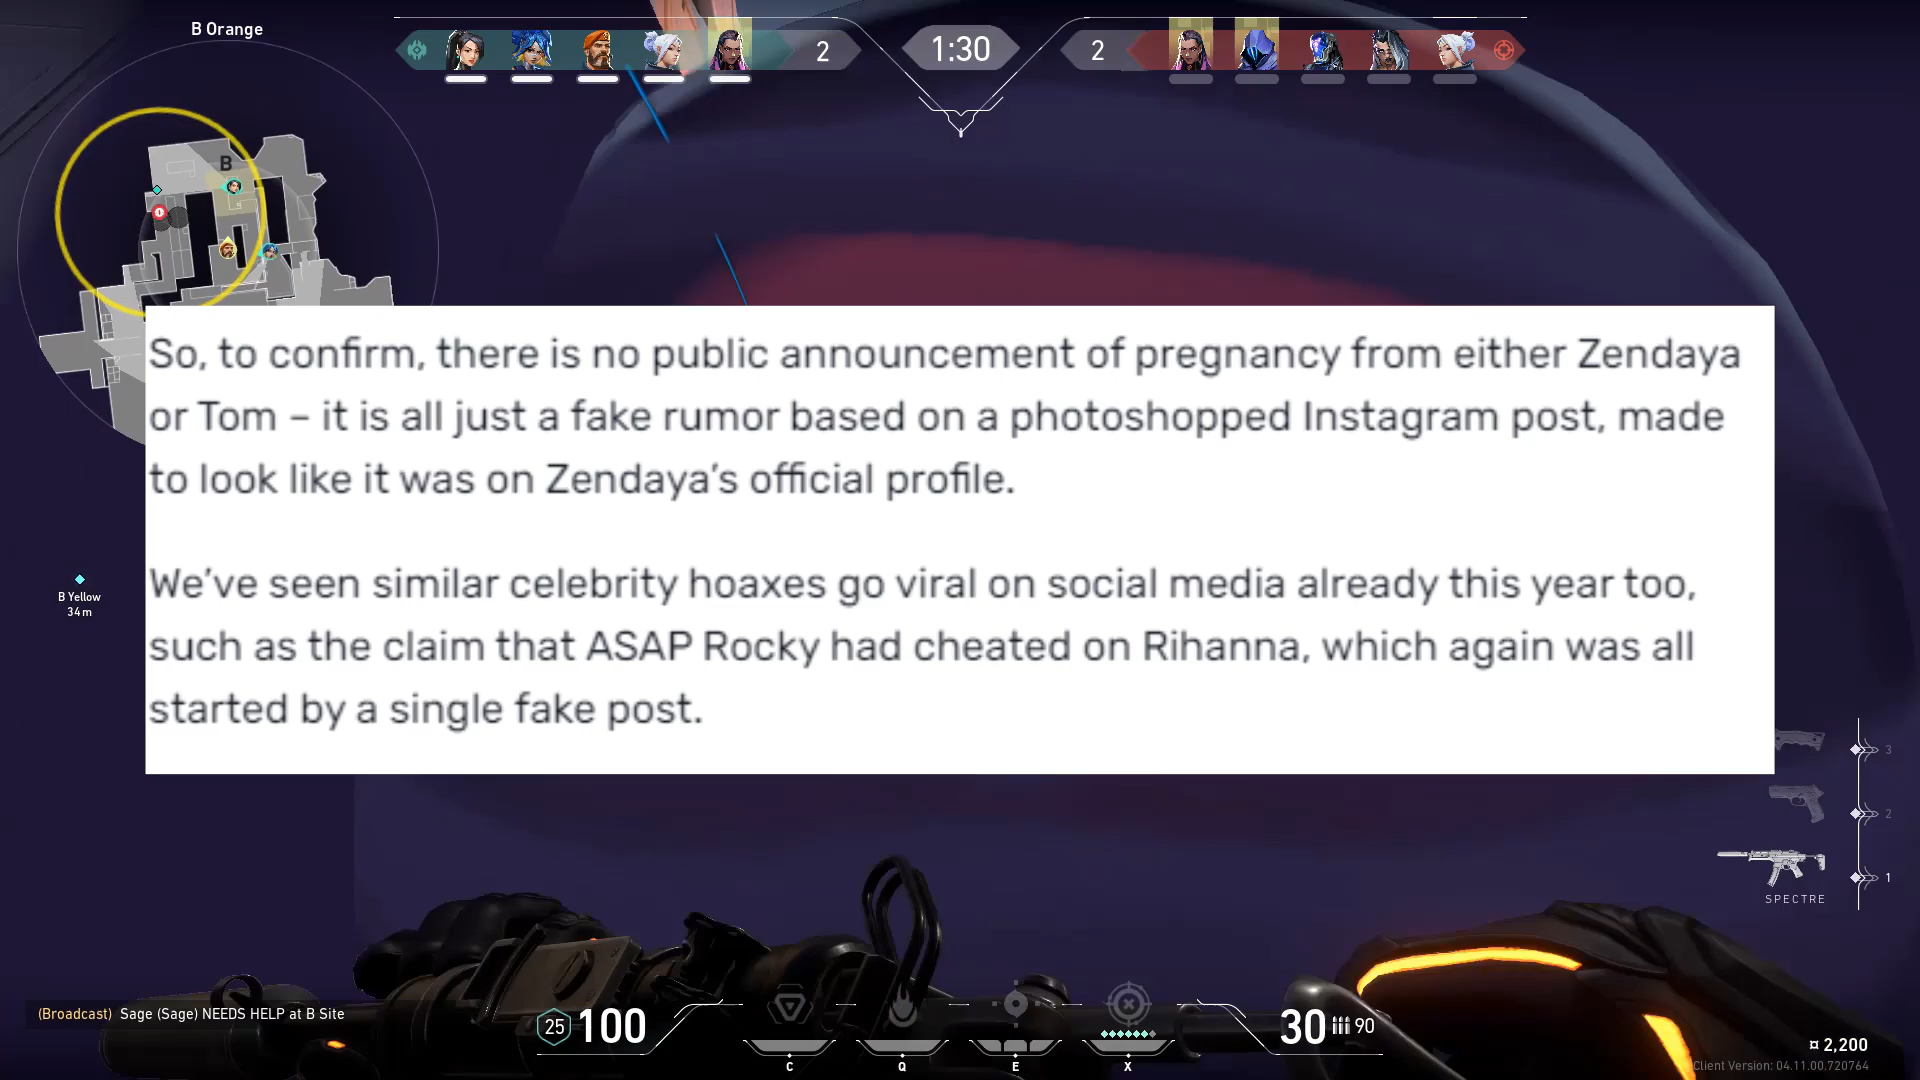 B Orange
2
1:30
2
B
So, to confirm, there is no public announcement of pregnancy from either Zendaya
or Tom – it is all just a fake rumor based on a photoshopped Instagram post, made
to look like it was on Zendaya’s official profile.
We’ve seen similar celebrity hoaxes go viral on social media already this year too,
such as the claim that ASAP Rocky had cheated on Rihanna, which again was all
started by a single fake post.
B Yellow
34m
3
2
1
SPECTRE
(Broadcast) Sage (Sage) NEEDS HELP at B Site
25 100
C Q E X
30 90
¤ 2,200
Client Version: 04.11.00.720764